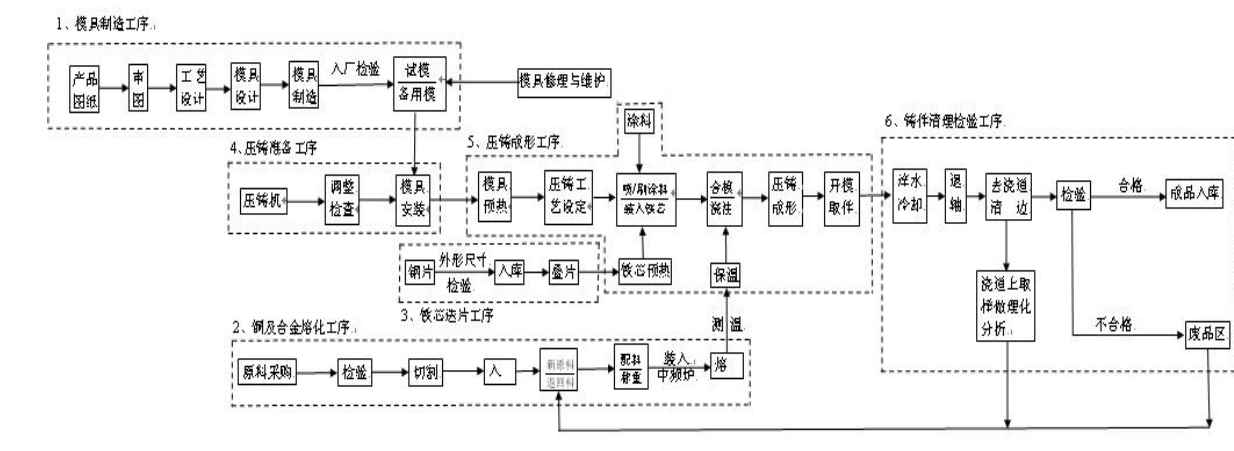 1、模具制造工序.
产品
图纸
审
图
工艺
设计
模具
设计
模具
制造
入厂检验
试模
备用模
模具修理与维护.
涂料
6、铸件清理检验工序.
4、压铸准备工序
5、压铸成形工序.
压铸机
调整
检查
模具
安装
模具
预热
压铸工
艺设定
喷/刷涂料
装入铁芯
合模
浇注
压铸
成形
开模
取件
淬水
冷却
退
轴
去浇道
清 边
检验
合格.
成品入库
钢片
外形尺寸
检验.
入库
叠片
铁芯预热
保温
浇道上取
样做理化
分析.
不合格.
废品区
3、铁芯迭片工序
测 温
2、铜及合金熔化工序.
原料采购
检验
切割
入
新原料
返回料
配料
称重
装入
中频炉
熔